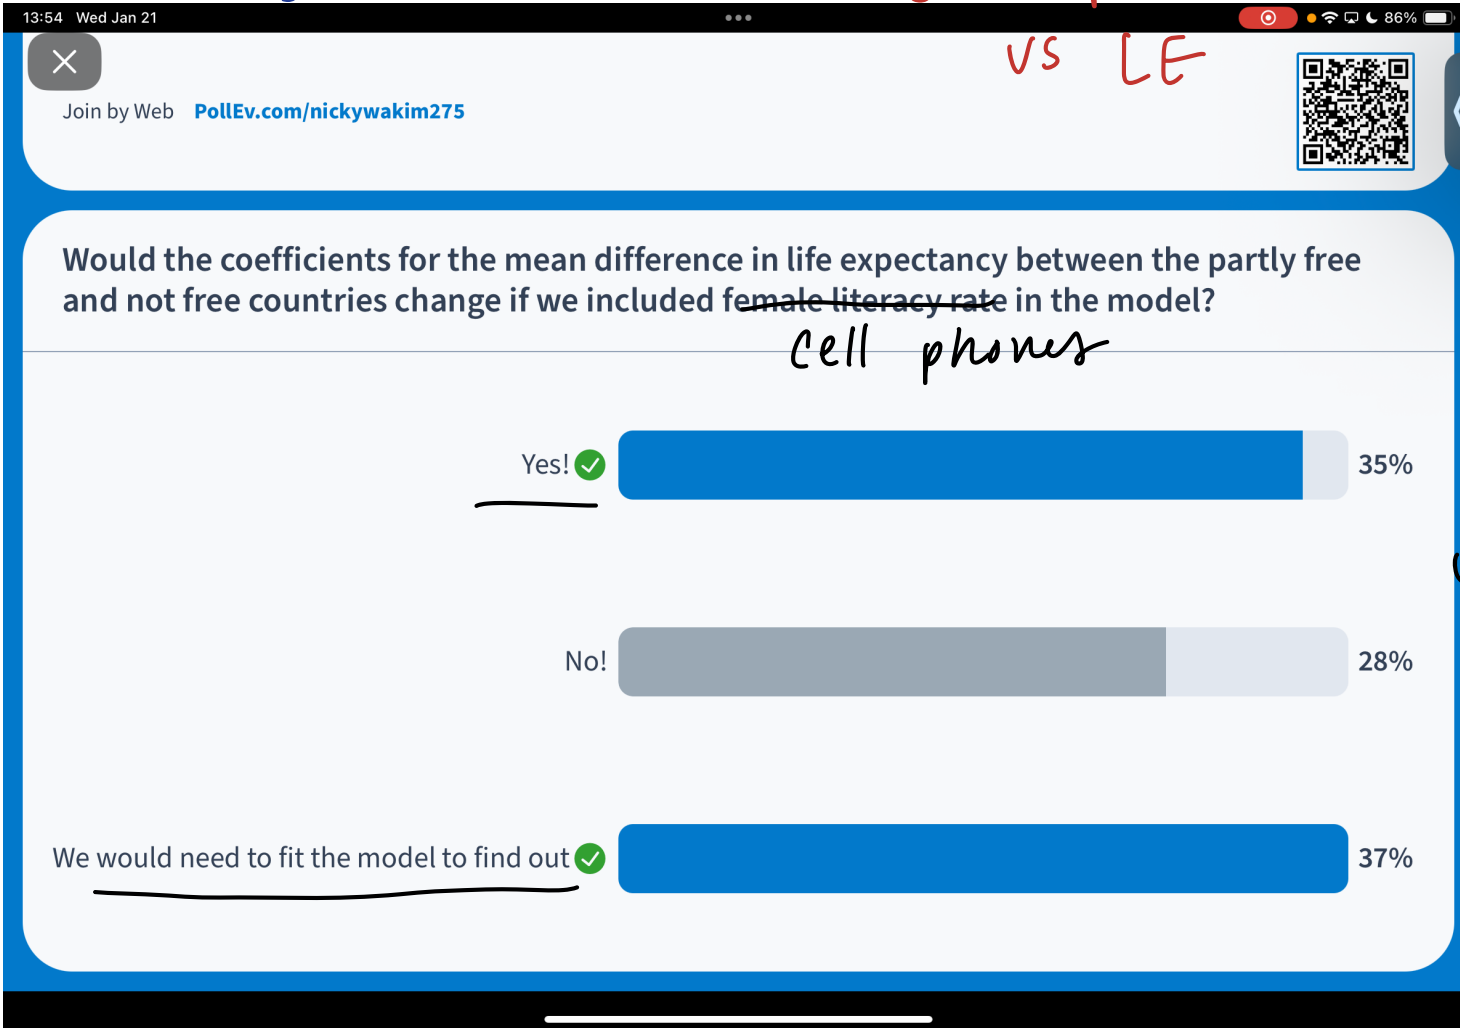 13:54 Wed Jan 21
86%
vs LE
Join by Web PollEv.com/nickywakim275
Would the coefficients for the mean difference in life expectancy between the partly free
and not free countries change if we included female literacy rate in the model?
cell phones
Yes! 35%
No! 28%
We would need to fit the model to find out 37%